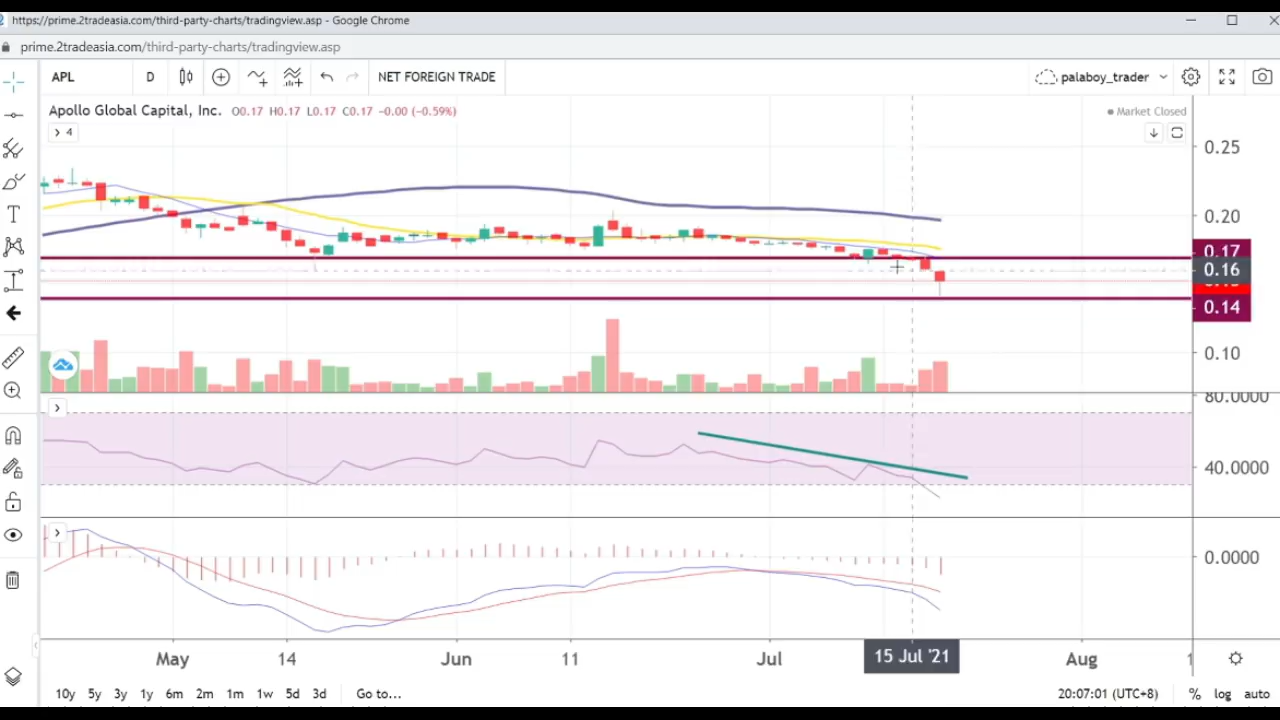 https://prime.2tradeasia.com/third-party-charts/tradingview.asp - Google Chrome
prime.2tradeasia.com/third-party-charts/tradingview.asp
APL D NET FOREIGN TRADE palaboy_trader
Apollo Global Capital, Inc. O0.17 H0.17 L0.17 C0.17 -0.00 (-0.59%) Market Closed
4
0.25
0.20
0.17
0.16
0.14
0.10
80.0000
40.0000
0.0000
May 14 Jun 11 Jul 15 Jul '21 Aug 1
10y 5y 3y 1y 6m 2m 1m 1w 5d 3d Go to... 20:07:01 (UTC+8) % log auto